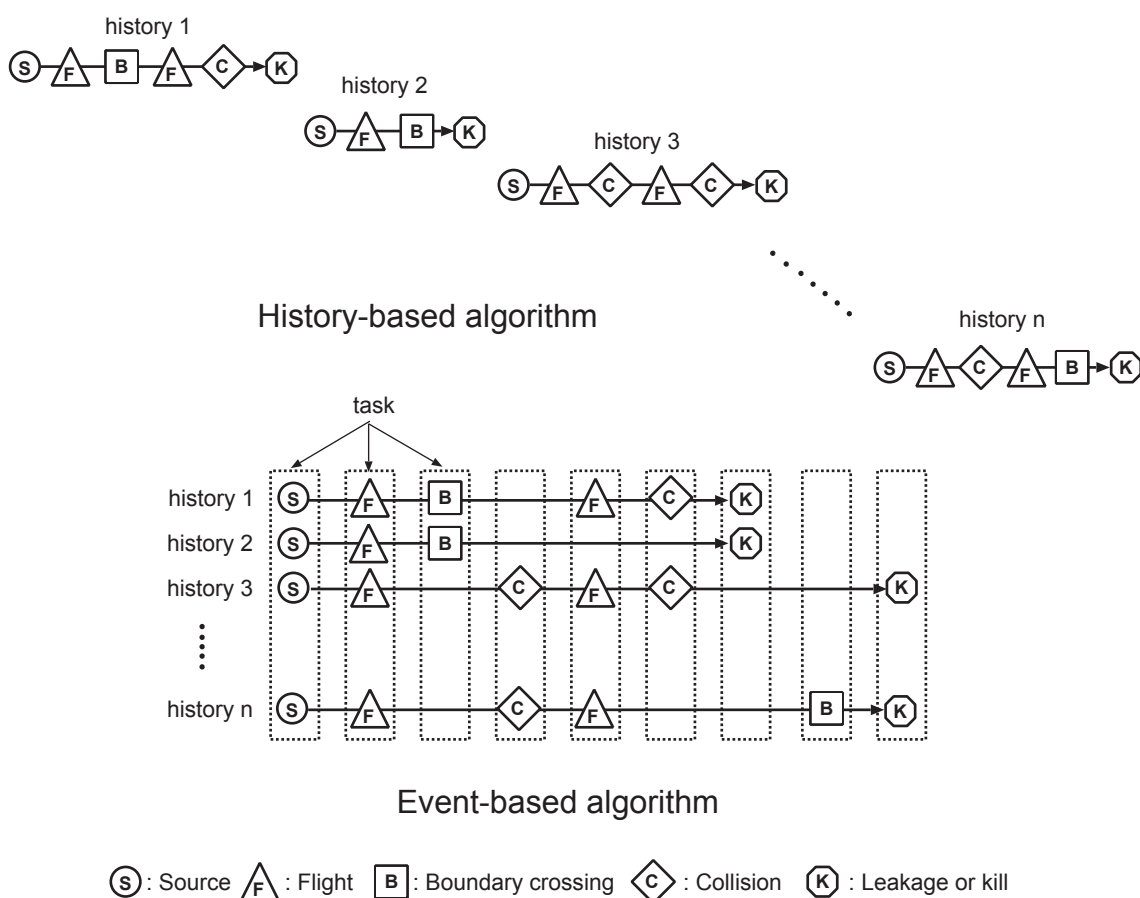 history 1
S F B F C K
history 2
S F B K
history 3
S F C F C K
History-based algorithm
history n
S F C F B K
task
history 1 S F B F C K
history 2 S F B K
history 3 S F C F C K
history n S F C F B K
Event-based algorithm
S : Source F : Flight B : Boundary crossing C : Collision K : Leakage or kill